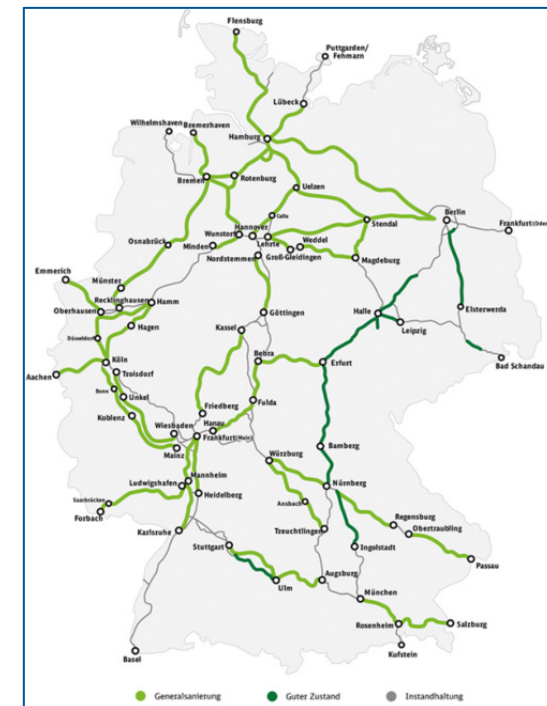 Flensburg
Puttgarden/
Fehmarn
Lübeck
Wilhelmshaven
Bremerhaven
Hamburg
Bremen
Rotenburg
Uelzen
Celle
Berlin
Frankfurt (Oder)
Stendal
Osnabrück
Wunstorf
Hannover
Minden
Lehrte
Weddel
Groß-Gleidingen
Nordstemmen
Magdeburg
Emmerich
Münster
Recklinghausen
Hamm
Oberhausen
Elsterwerda
Halle
Leipzig
Göttingen
Hagen
Düsseldorf
Kassel
Bad Schandau
Köln
Bebra
Erfurt
Aachen
Troisdorf
Bonn
Unkel
Koblenz
Friedberg
Fulda
Wiesbaden
Hanau
Frankfurt (Main)
Mainz
Würzburg
Bamberg
Mannheim
Ludwigshafen
Nürnberg
Heidelberg
Saarbrücken
Forbach
Ansbach
Regensburg
Obertraubling
Karlsruhe
Treuchtlingen
Stuttgart
Ingolstadt
Passau
Ulm
Augsburg
München
Rosenheim
Salzburg
Basel
Kufstein
Generalsanierung
Guter Zustand
Instandhaltung